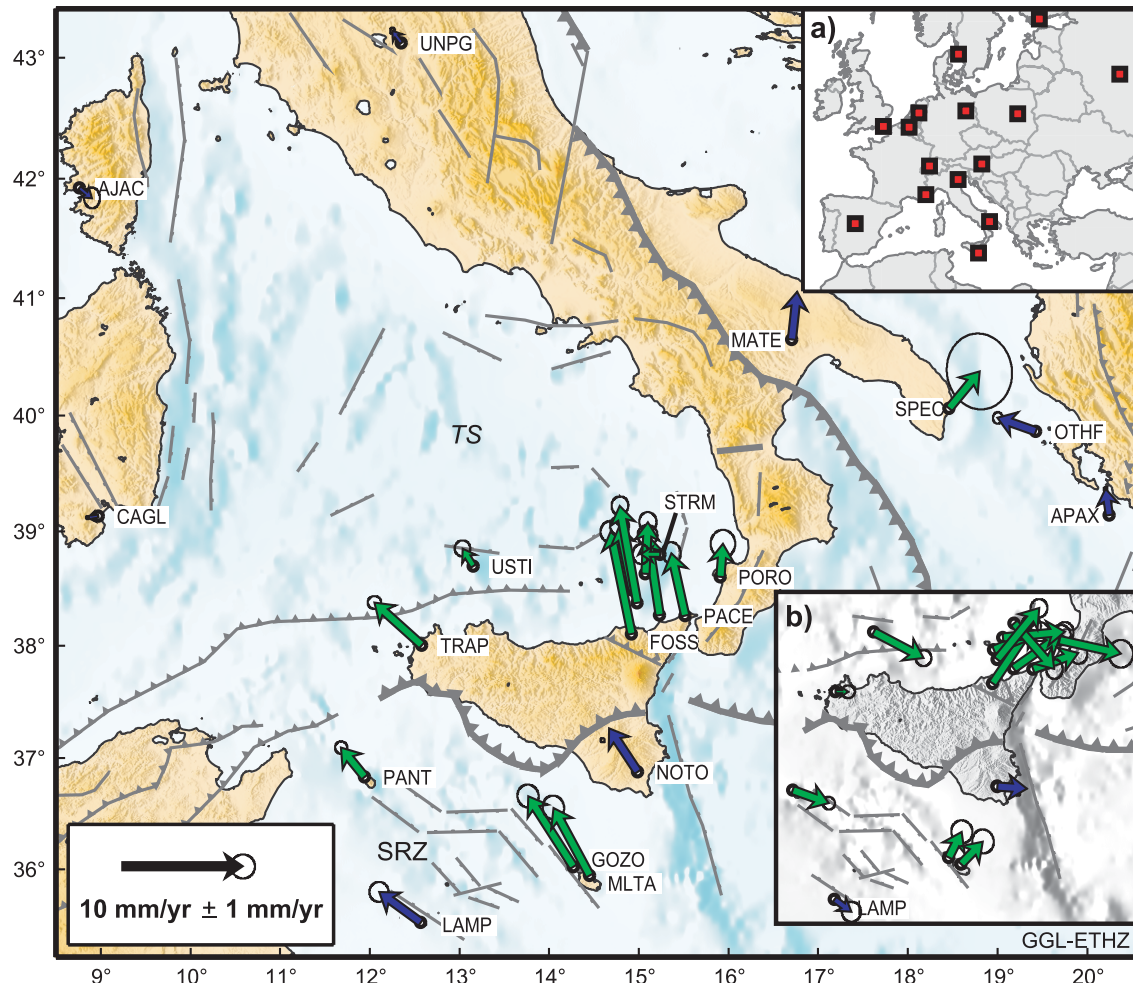 43°
42°
41°
40°
39°
38°
37°
36°
UNPG
AJAC
MATE
SPEO
OTHF
TS
CAGL
STRM
APAX
USTI
PORO
PACE
FOSS
TRAP
PANT
NOTO
SRZ
GOZO
MLTA
LAMP
10 mm/yr ± 1 mm/yr
a)
b)
LAMP
GGL-ETHZ
9° 10° 11° 12° 13° 14° 15° 16° 17° 18° 19° 20°